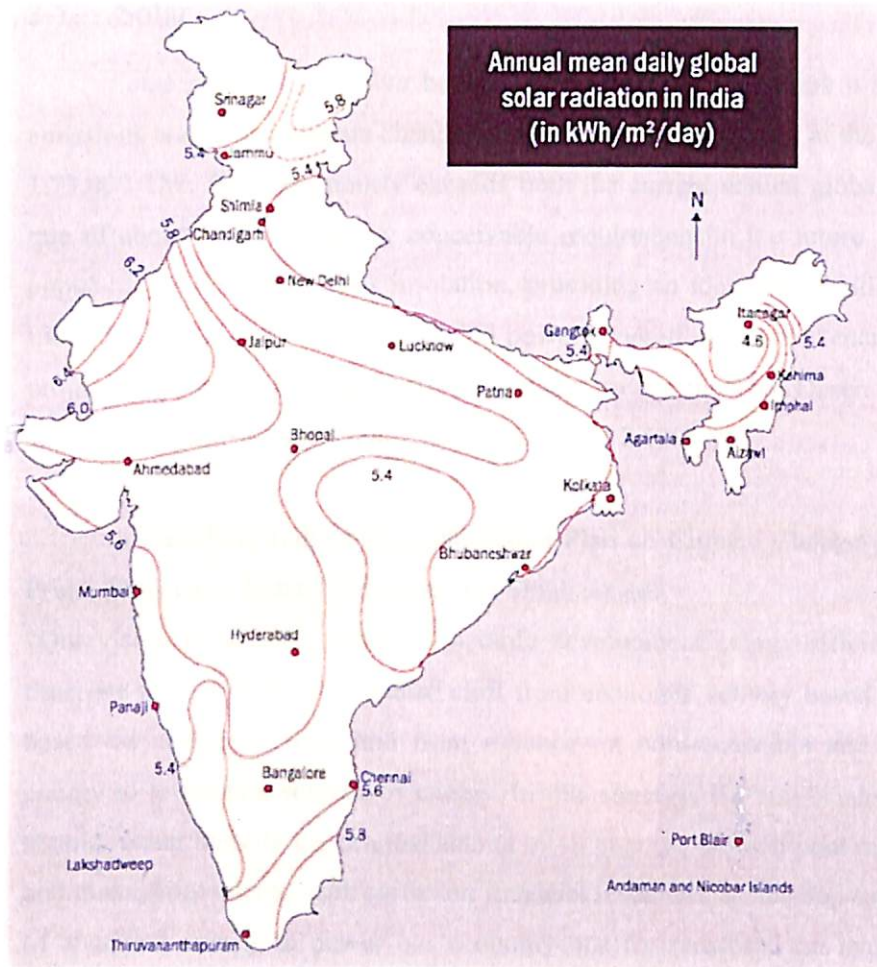 Annual mean daily global
solar radiation in India
(in kWh/m²/day)
N
Srinagar
5.8
5.4
Jammu
5.4
Shimla
Chandigarh
5.8
6.2
New Delhi
Jaipur
Lucknow
Gangtok
5.4
Itanagar
4.6
5.4
6.4
6.0
Patna
Kohima
Imphal
Agartala
Aizawl
Bhopal
Ahmedabad
5.4
Kolkata
5.6
Bhubaneshwar
Mumbai
Hyderabad
Panaji
5.4
Bangalore
Chennai
5.6
5.8
Port Blair
Lakshadweep
Andaman and Nicobar Islands
Thiruvananthapuram